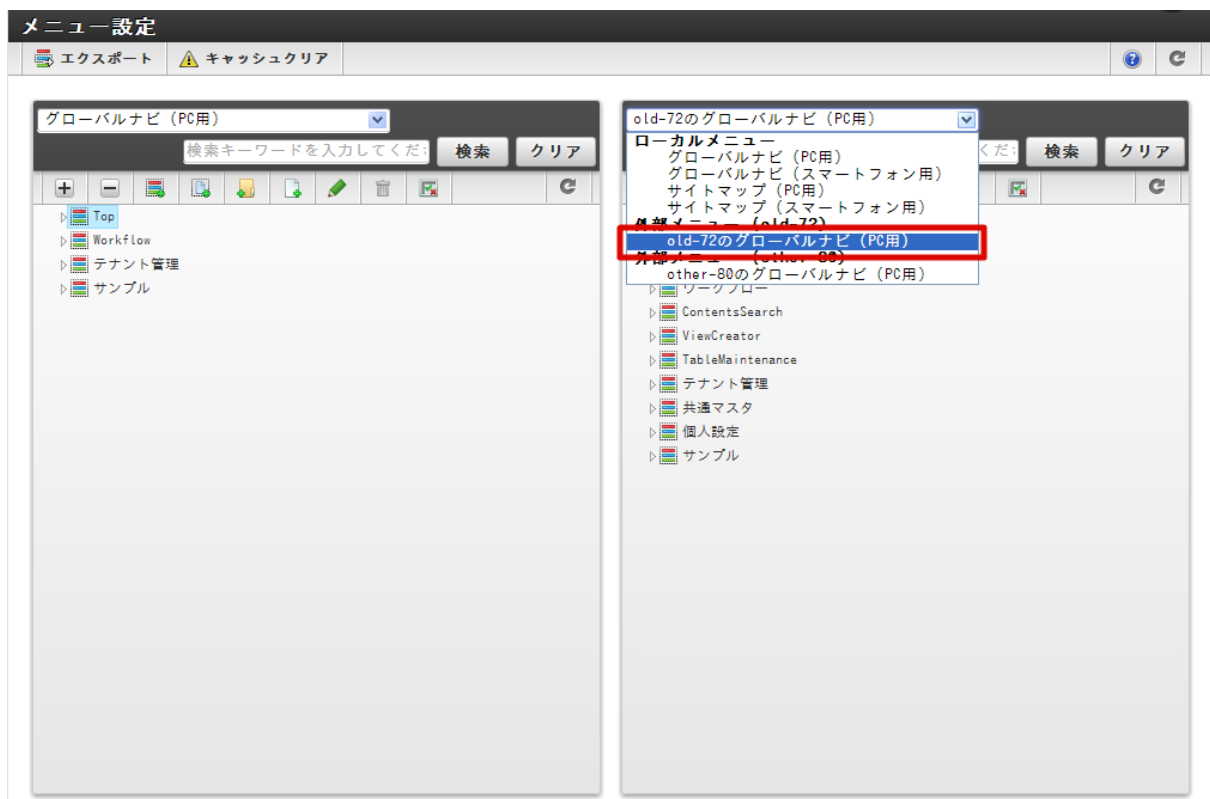 メニュー設定
エクスポート
キャッシュクリア
グローバルナビ（PC用）
検索キーワードを入力してくだ
検索
クリア
Top
Workflow
テナント管理
サンプル
old-72のグローバルナビ（PC用）
くだ
検索
クリア
ローカルメニュー
グローバルナビ（PC用）
グローバルナビ（スマートフォン用）
サイトマップ（PC用）
サイトマップ（スマートフォン用）
外部メニュー (old-72)
old-72のグローバルナビ（PC用）
外部メニュー (other-80)
other-80のグローバルナビ（PC用）
ワークフロー
ContentsSearch
ViewCreator
TableMaintenance
テナント管理
共通マスタ
個人設定
サンプル